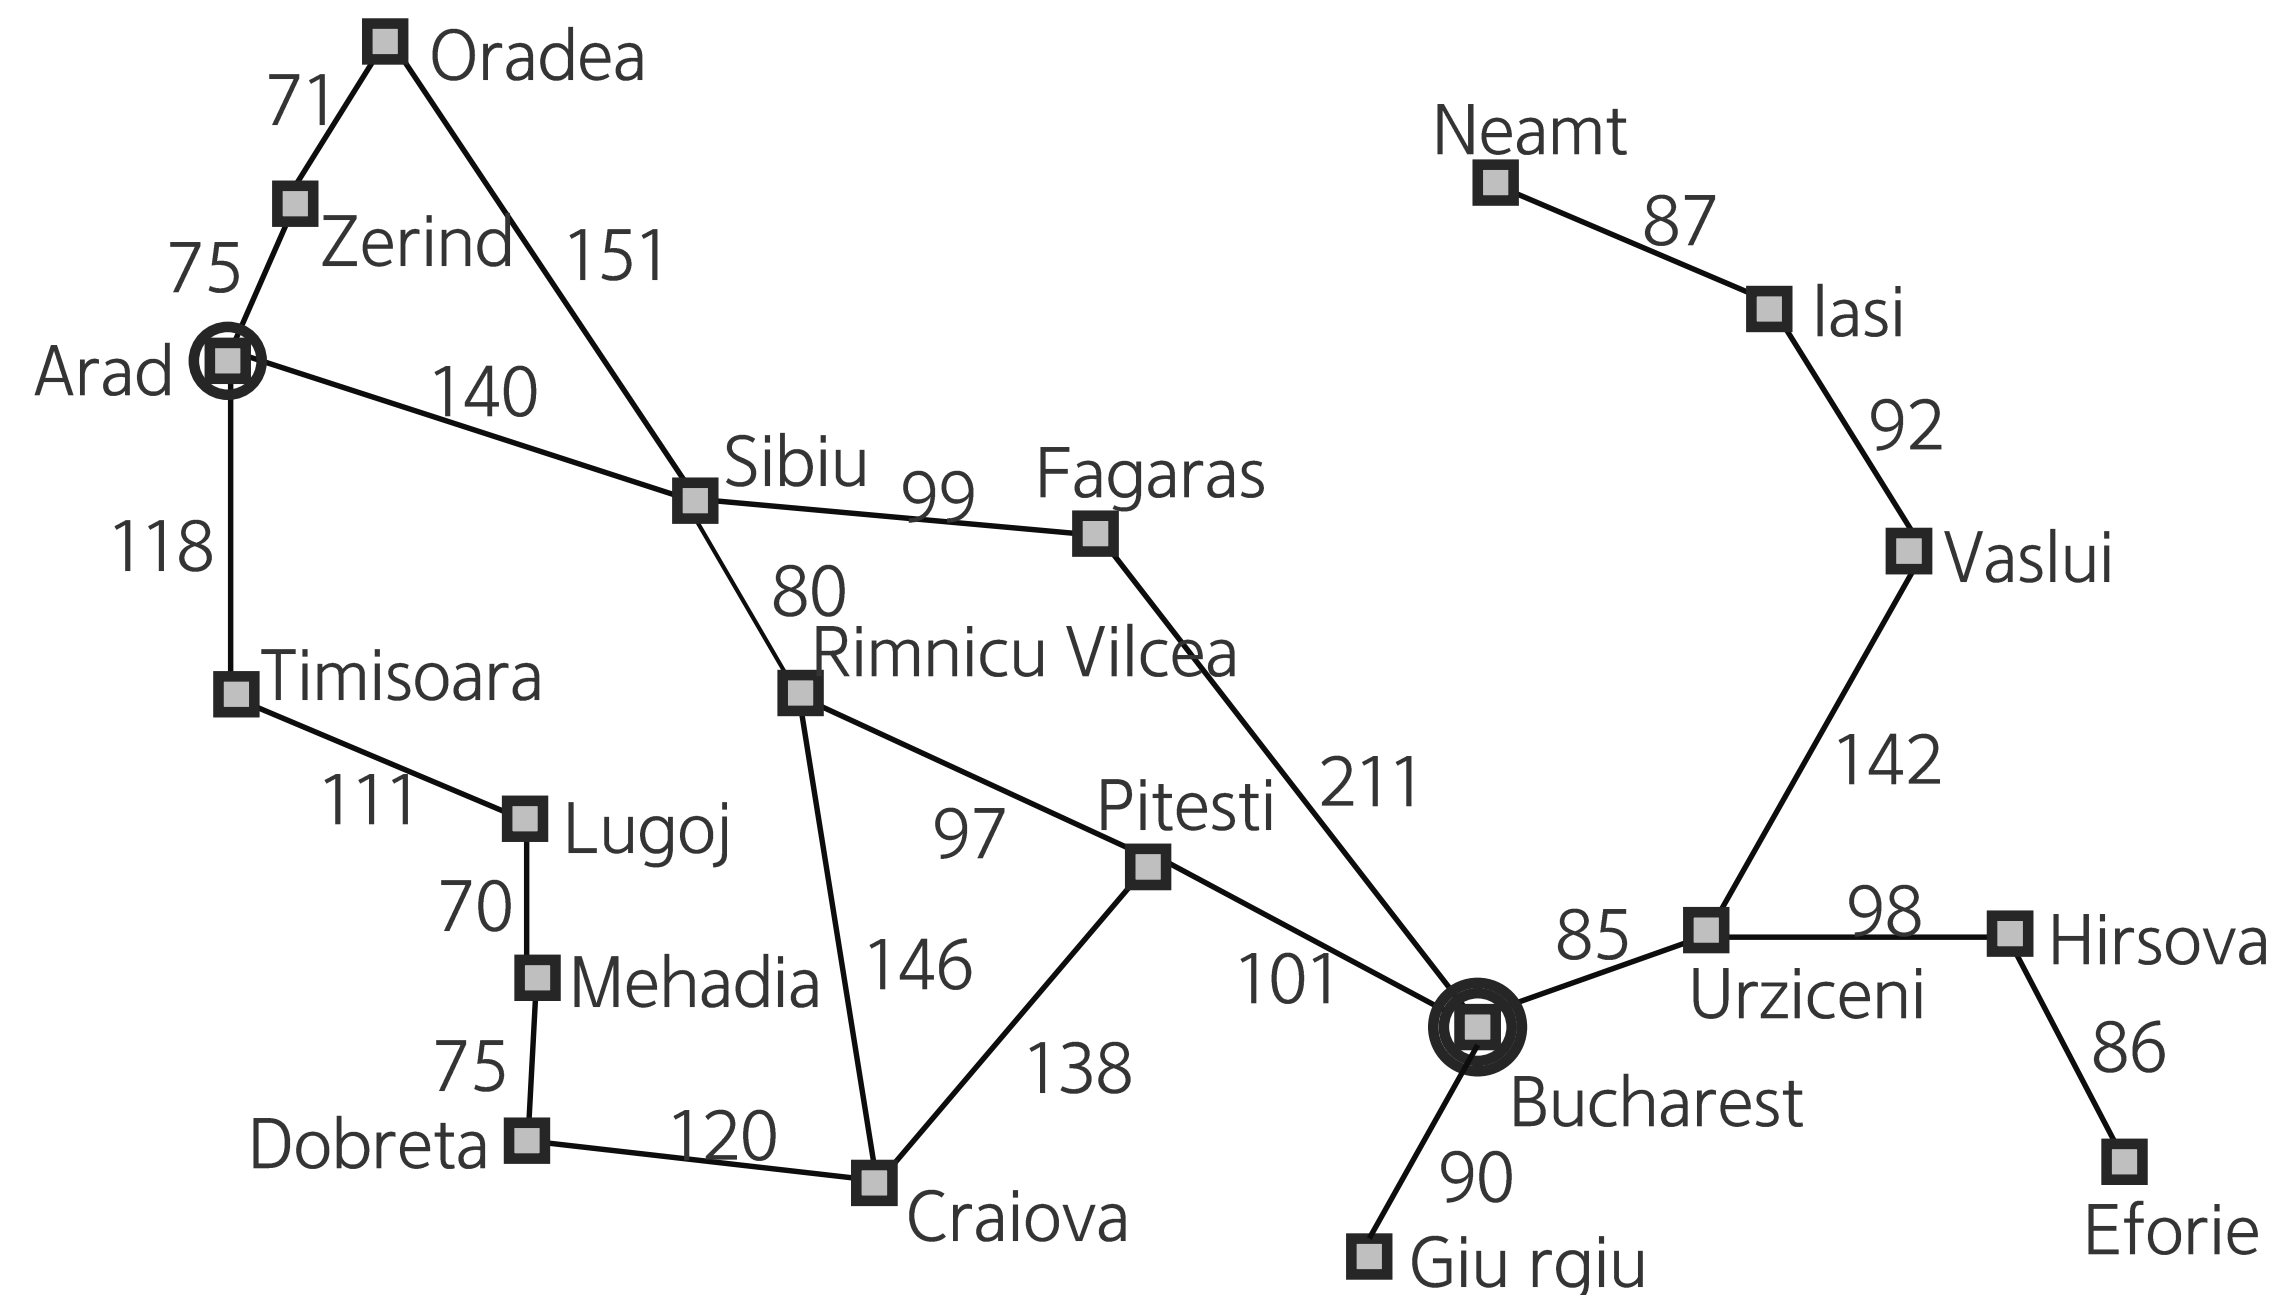 Oradea
71
Neamt
87
Zerind
151
75
Iasi
Arad
140
92
Sibiu
99
Fagaras
118
Vaslui
80
Timisoara
Rimnicu Vilcea
142
211
111
Lugoj
97
Pitesti
70
98
85
Hirsova
Mehadia
146
101
Urziceni
75
138
86
Bucharest
Dobreta
120
90
Craiova
Eforie
Giu rgiu